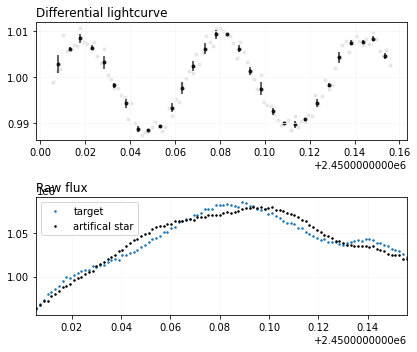 Differential lightcurve
1.01
1.00
0.99
0.00 0.02 0.04 0.06 0.08 0.10 0.12 0.14 0.16
+2.4500000000e6
Raw flux
1e6
target
artifical star
1.05
1.00
0.02 0.04 0.06 0.08 0.10 0.12 0.14
+2.4500000000e6